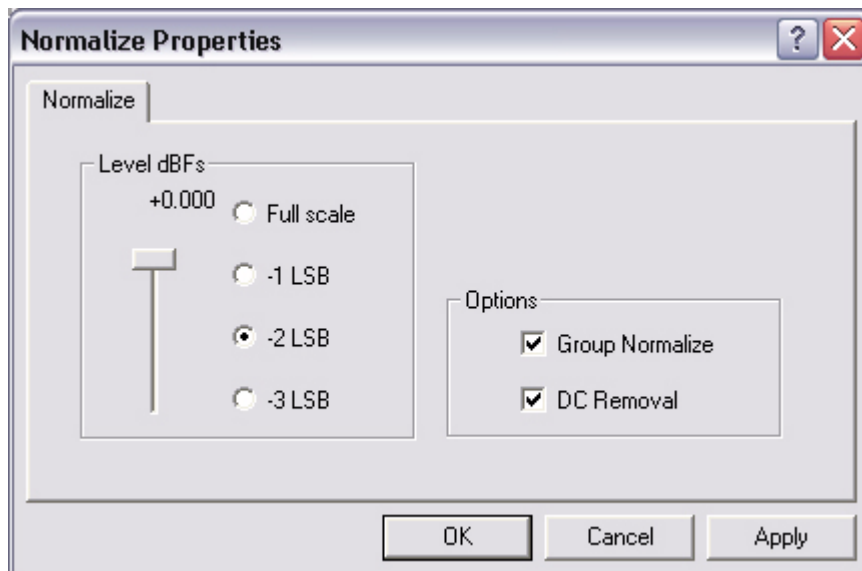 Normalize Properties
?
Normalize
Level dBFs
+0.000
Full scale
-1 LSB
-2 LSB
-3 LSB
Options
Group Normalize
DC Removal
OK
Cancel
Apply